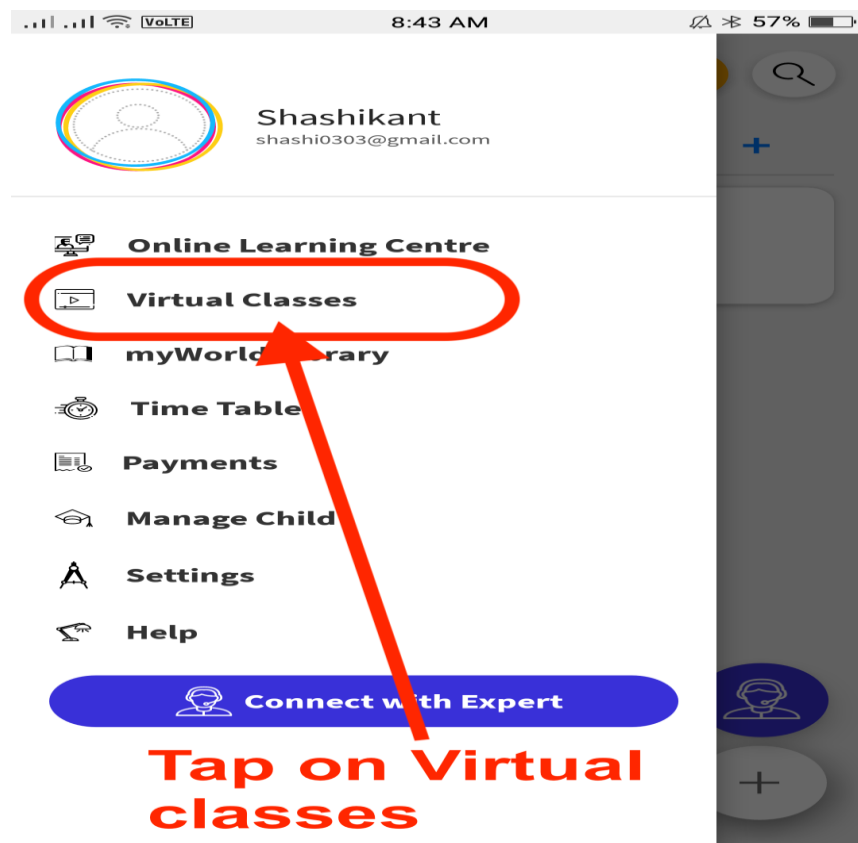 VoLTE 8:43 AM 57%
Shashikant
shashi0303@gmail.com
Online Learning Centre
Virtual Classes
myWorld
Time Table
Payments
Manage Child
Settings
Help
Connect with Expert
Tap on Virtual
classes